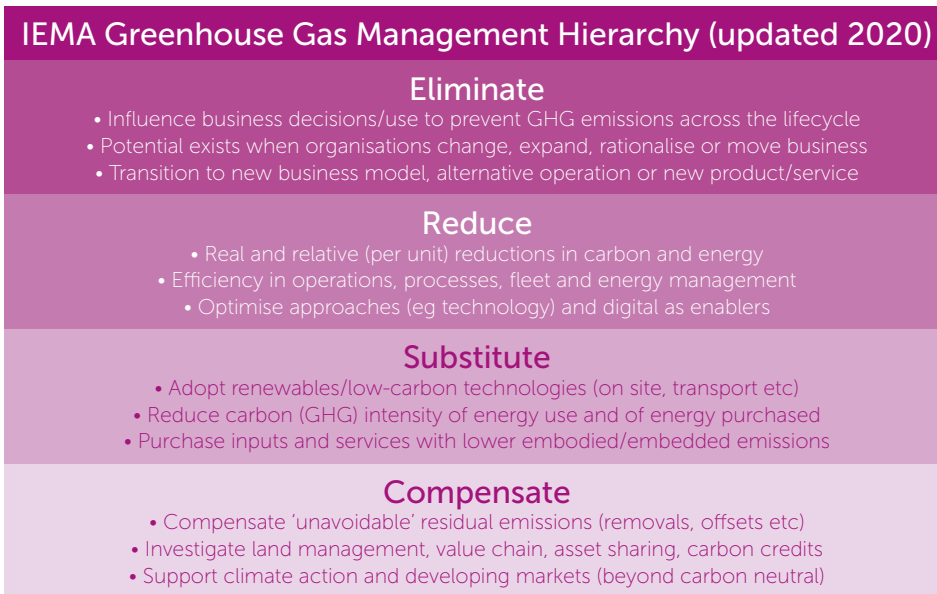 IEMA Greenhouse Gas Management Hierarchy (updated 2020)
Eliminate
• Influence business decisions/use to prevent GHG emissions across the lifecycle
• Potential exists when organisations change, expand, rationalise or move business
• Transition to new business model, alternative operation or new product/service
Reduce
• Real and relative (per unit) reductions in carbon and energy
• Efficiency in operations, processes, fleet and energy management
• Optimise approaches (eg technology) and digital as enablers
Substitute
• Adopt renewables/low-carbon technologies (on site, transport etc)
• Reduce carbon (GHG) intensity of energy use and of energy purchased
• Purchase inputs and services with lower embodied/embedded emissions
Compensate
• Compensate ‘unavoidable’ residual emissions (removals, offsets etc)
• Investigate land management, value chain, asset sharing, carbon credits
• Support climate action and developing markets (beyond carbon neutral)